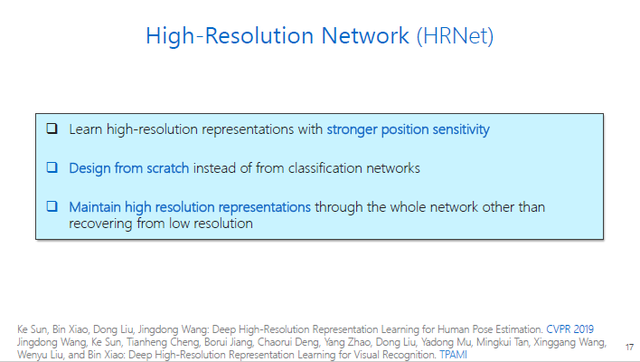 High-Resolution Network (HRNet)
❑ Learn high-resolution representations with stronger position sensitivity
❑ Design from scratch instead of from classification networks
❑ Maintain high resolution representations through the whole network other than
recovering from low resolution
Ke Sun, Bin Xiao, Dong Liu, Jingdong Wang: Deep High-Resolution Representation Learning for Human Pose Estimation. CVPR 2019
Jingdong Wang, Ke Sun, Tianheng Cheng, Borui Jiang, Chaorui Deng, Yang Zhao, Dong Liu, Yadong Mu, Mingkui Tan, Xinggang Wang,
Wenyu Liu, and Bin Xiao: Deep High-Resolution Representation Learning for Visual Recognition. TPAMI
17